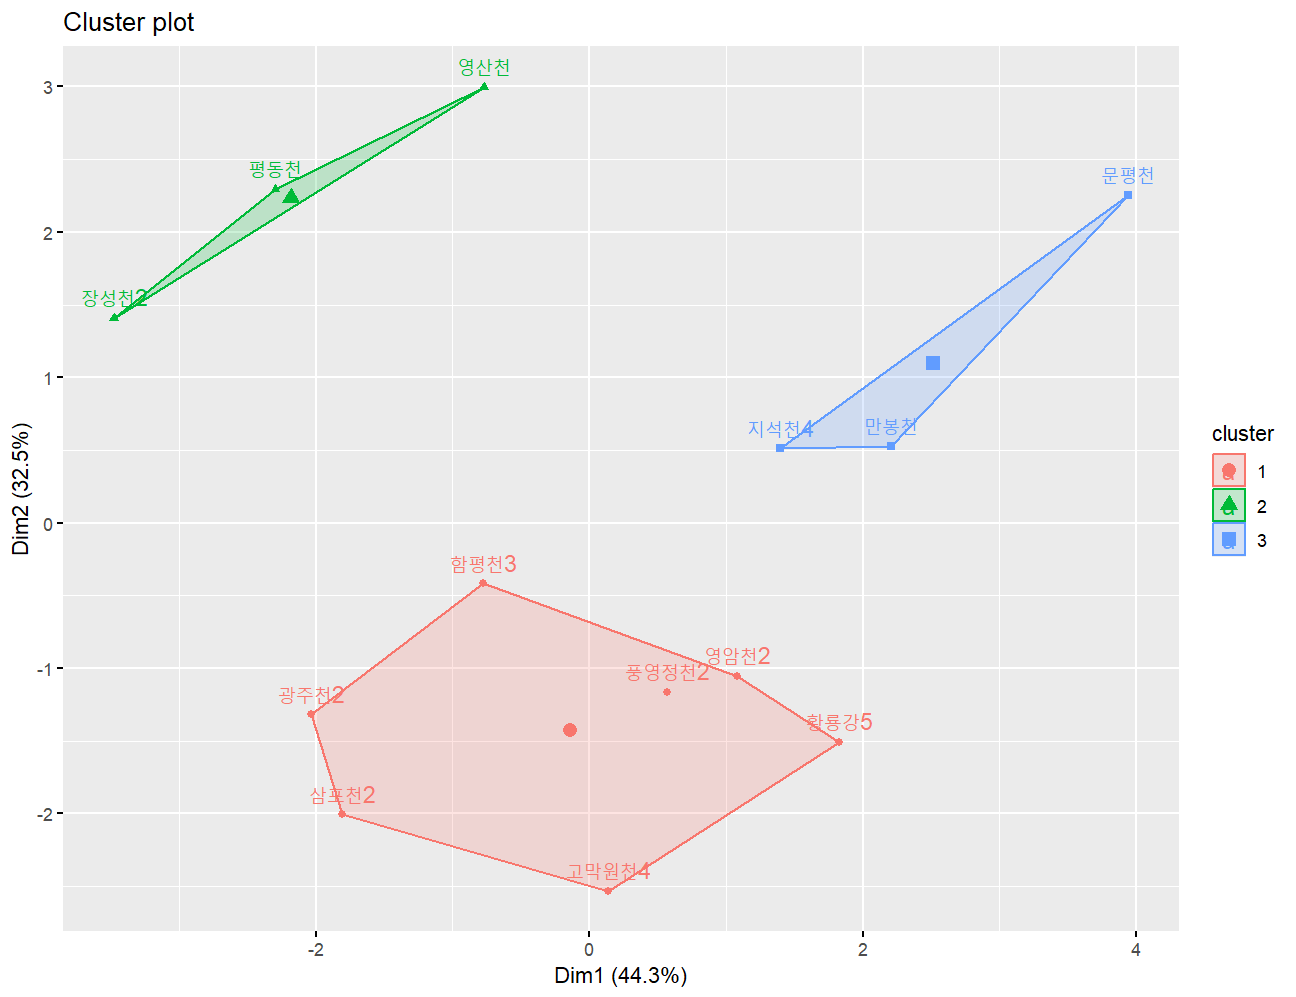 Cluster plot
영산천
평동천
장성천2
문평천
지석천4
만봉천
함평천3
영암천2
풍영정천2
광주천2
황룡강5
삼포천2
고막원천4
3
2
1
0
-1
-2
-2
0
2
4
Dim1 (44.3%)
Dim2 (32.5%)
cluster
a 1
a 2
a 3